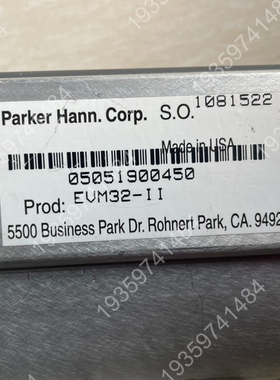 Parker Hann. Corp. S.O. 1081522
Made in USA
05051900450
Prod: EVM32-II
5500 Business Park Dr. Rohnert Park, CA. 9492
19359741484